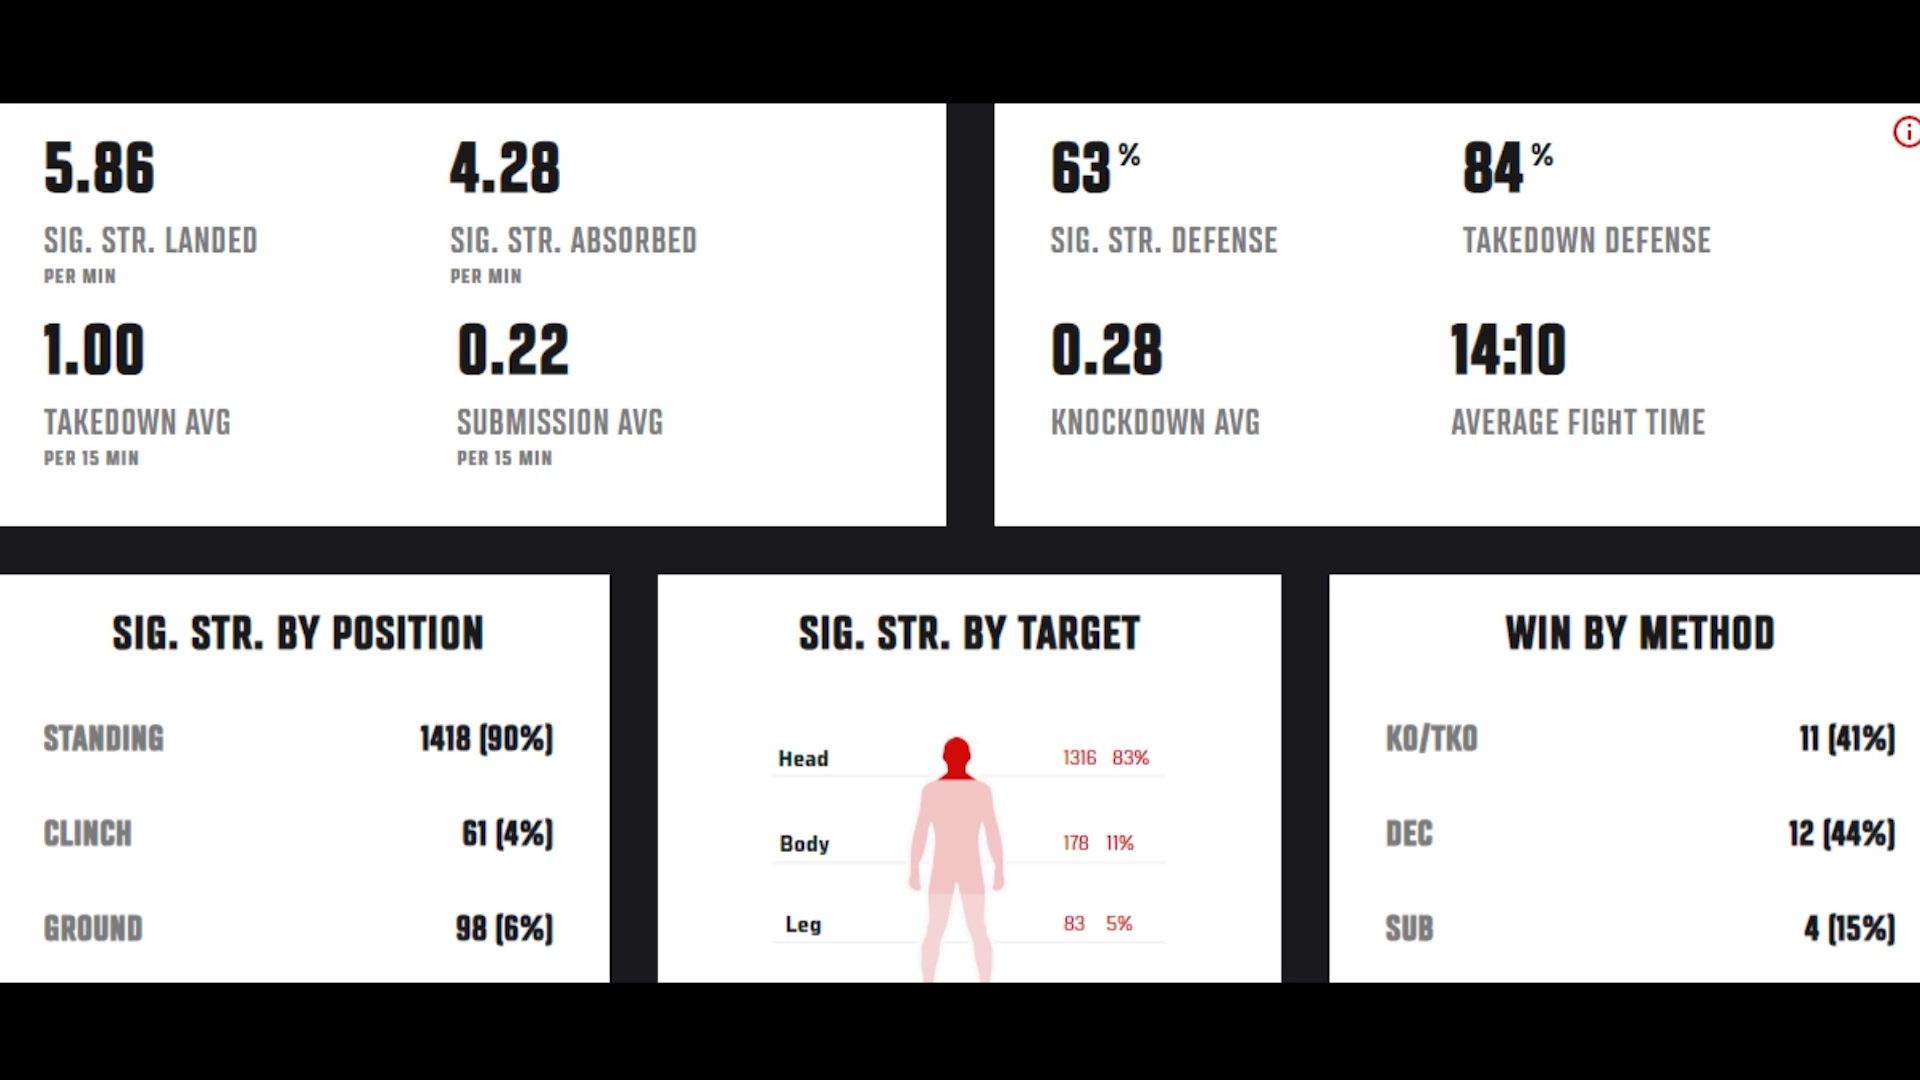 5.86
SIG. STR. LANDED
PER MIN
4.28
SIG. STR. ABSORBED
PER MIN
1.00
TAKEDOWN AVG
PER 15 MIN
0.22
SUBMISSION AVG
PER 15 MIN
63%
SIG. STR. DEFENSE
84%
TAKEDOWN DEFENSE
0.28
KNOCKDOWN AVG
14:10
AVERAGE FIGHT TIME
SIG. STR. BY POSITION
STANDING 1418 (90%)
CLINCH 61 (4%)
GROUND 98 (6%)
SIG. STR. BY TARGET
Head 1316 83%
Body 178 11%
Leg 83 5%
WIN BY METHOD
KO/TKO 11 (41%)
DEC 12 (44%)
SUB 4 (15%)